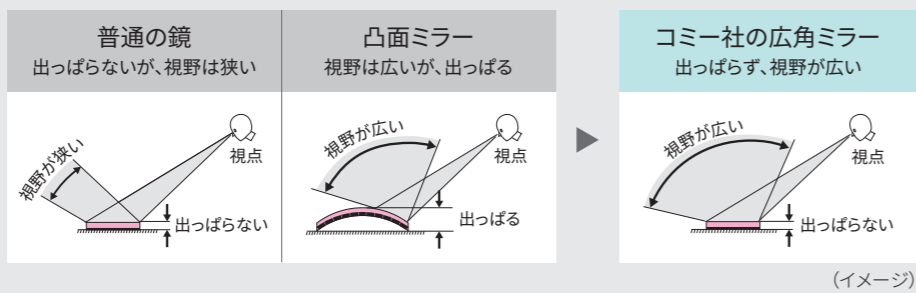 普通の鏡
出っぱらないが、視野は狭い
視野が狭い
視点
出っぱらない
凸面ミラー
視野は広いが、出っぱる
視野が広い
視点
出っぱる
コミー社の広角ミラー
出っぱらず、視野が広い
視野が広い
視点
出っぱらない
(イメージ)